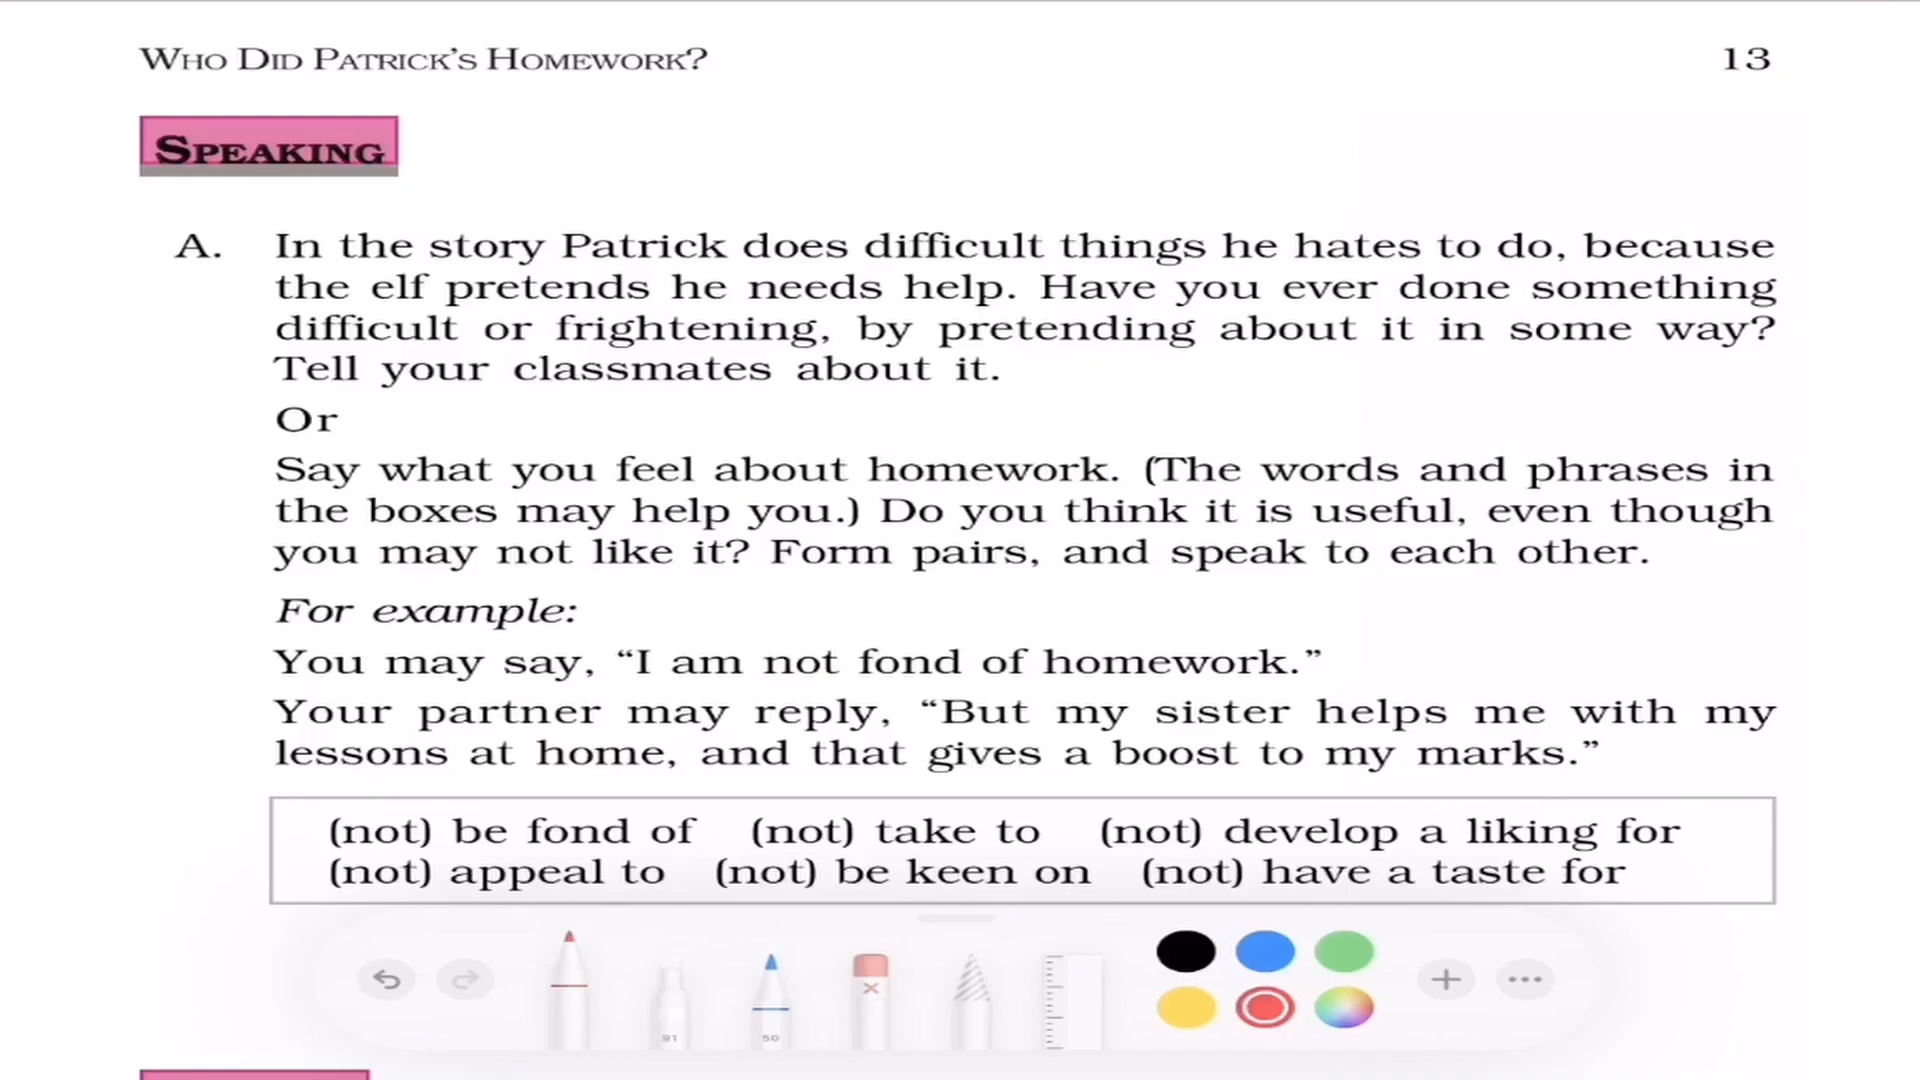 WHO DID PATRICK'S HOMEWORK? 13
SPEAKING
A. In the story Patrick does difficult things he hates to do, because
the elf pretends he needs help. Have you ever done something
difficult or frightening, by pretending about it in some way?
Tell your classmates about it.
Or
Say what you feel about homework. (The words and phrases in
the boxes may help you.) Do you think it is useful, even though
you may not like it? Form pairs, and speak to each other.
For example:
You may say, “I am not fond of homework.”
Your partner may reply, “But my sister helps me with my
lessons at home, and that gives a boost to my marks.”
(not) be fond of (not) take to (not) develop a liking for
(not) appeal to (not) be keen on (not) have a taste for
91 50